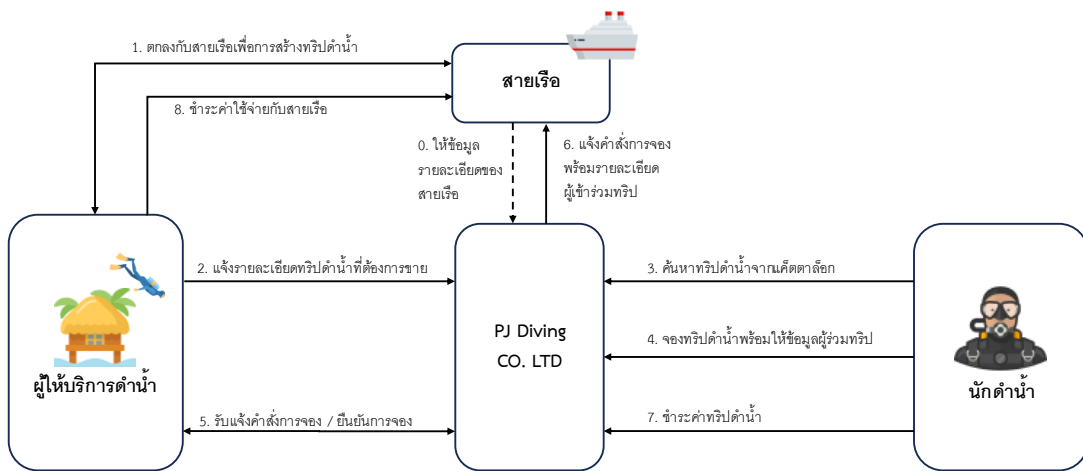 1. ตกลงกับสายเรือเพื่อการสร้างทริปดำน้ำ
สายเรือ
8. ชำระค่าใช้จ่ายกับสายเรือ
0. ให้ข้อมูล
รายละเอียดของ
สายเรือ
6. แจ้งคำสั่งการจอง
พร้อมรายละเอียด
ผู้เข้าร่วมทริป
2. แจ้งรายละเอียดทริปดำน้ำที่ต้องการขาย
3. ค้นหาทริปดำน้ำจากแค็ตตาล็อก
PJ Diving
CO. LTD
4. จองทริปดำน้ำพร้อมให้ข้อมูลผู้ร่วมทริป
ผู้ให้บริการดำน้ำ
นักดำน้ำ
5. รับแจ้งคำสั่งการจอง / ยืนยันการจอง
7. ชำระค่าทริปดำน้ำ